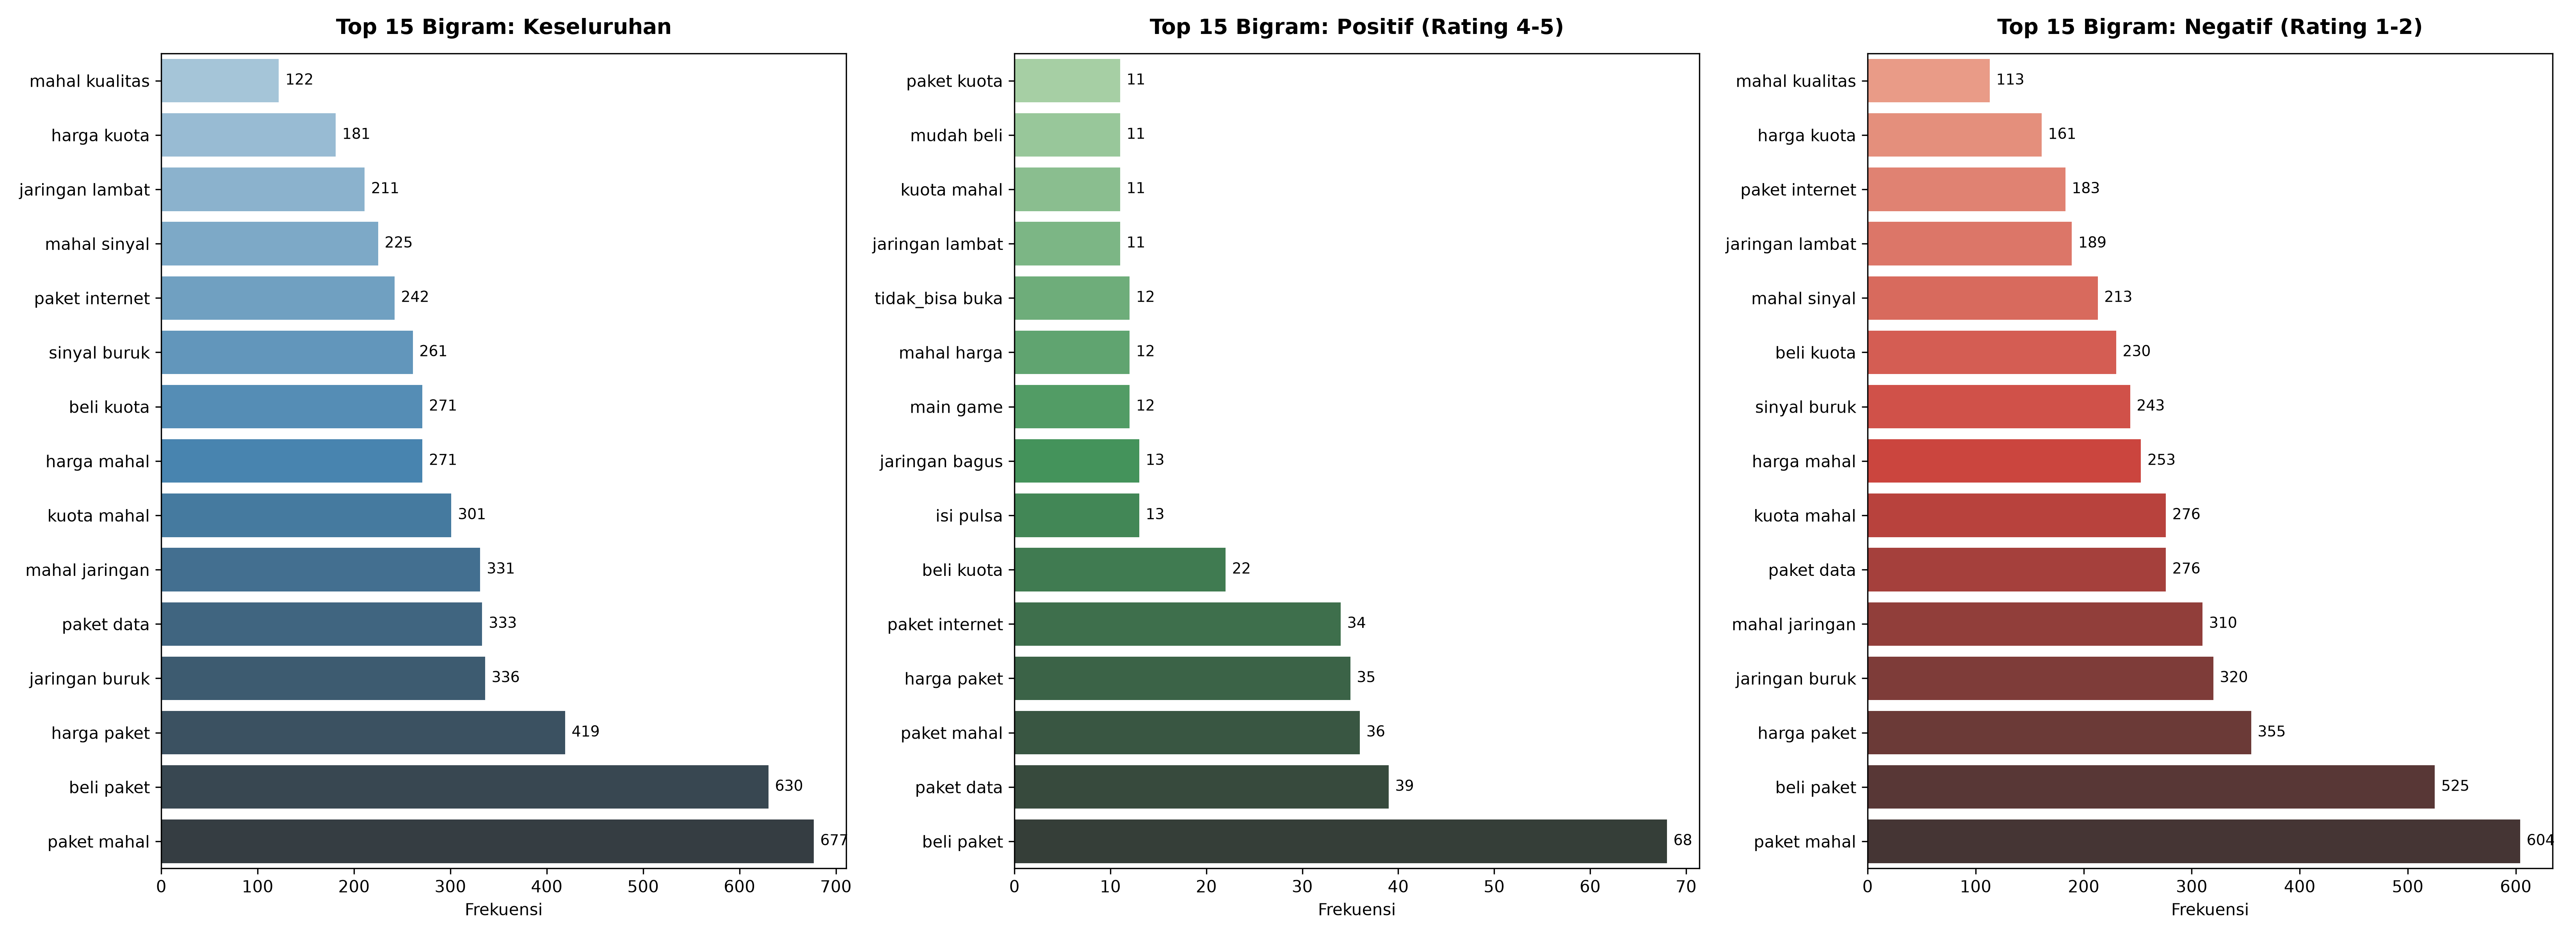 Top 15 Bigram: Keseluruhan
mahal kualitas 122
harga kuota 181
jaringan lambat 211
mahal sinyal 225
paket internet 242
sinyal buruk 261
beli kuota 271
harga mahal 271
kuota mahal 301
mahal jaringan 331
paket data 333
jaringan buruk 336
harga paket 419
beli paket 630
paket mahal 677
0 100 200 300 400 500 600 700
Frekuensi
Top 15 Bigram: Positif (Rating 4-5)
paket kuota 11
mudah beli 11
kuota mahal 11
jaringan lambat 11
tidak_bisa buka 12
mahal harga 12
main game 12
jaringan bagus 13
isi pulsa 13
beli kuota 22
paket internet 34
harga paket 35
paket mahal 36
paket data 39
beli paket 68
0 10 20 30 40 50 60 70
Frekuensi
Top 15 Bigram: Negatif (Rating 1-2)
mahal kualitas 113
harga kuota 161
paket internet 183
jaringan lambat 189
mahal sinyal 213
beli kuota 230
sinyal buruk 243
harga mahal 253
kuota mahal 276
paket data 276
mahal jaringan 310
jaringan buruk 320
harga paket 355
beli paket 525
paket mahal 604
0 100 200 300 400 500 600
Frekuensi